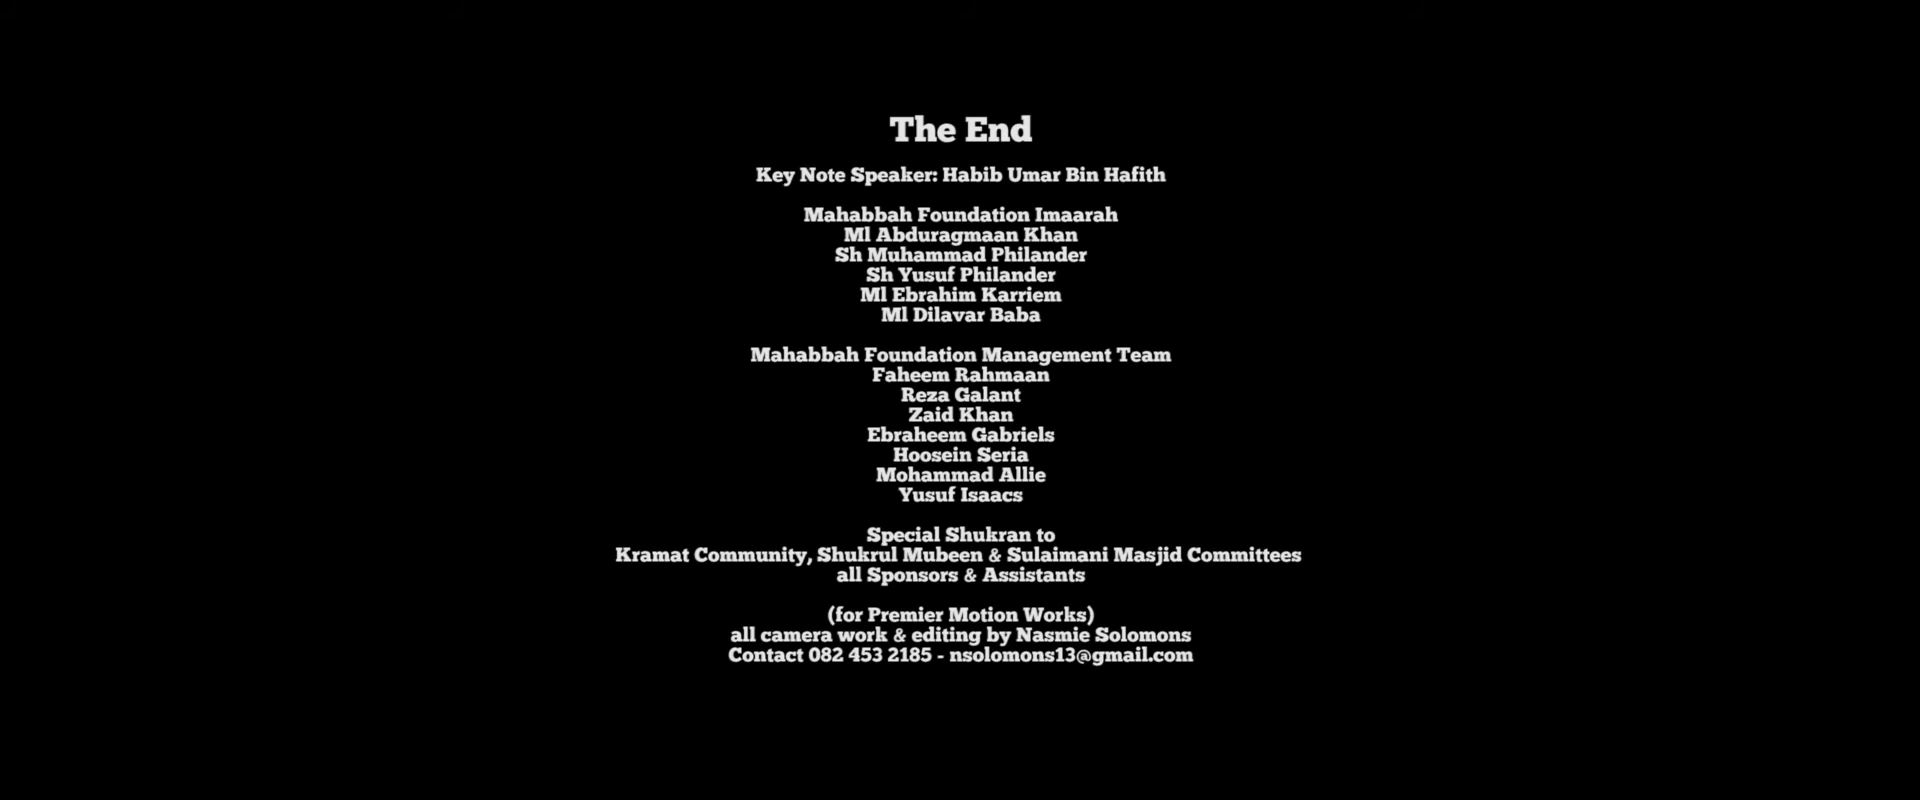 The End
Key Note Speaker: Habib Umar Bin Hafith
Mahabbah Foundation Imaarah
Ml Abduragmaan Khan
Sh Muhammad Philander
Sh Yusuf Philander
Ml Ebrahim Karriem
Ml Dilavar Baba
Mahabbah Foundation Management Team
Faheem Rahmaan
Reza Galant
Zaid Khan
Ebraheem Gabriels
Hoosein Seria
Mohammad Allie
Yusuf Isaacs
Special Shukran to
Kramat Community, Shukrul Mubeen & Sulaimani Masjid Committees
all Sponsors & Assistants
(for Premier Motion Works)
all camera work & editing by Nasmie Solomons
Contact 082 453 2185 - nsolomons13@gmail.com